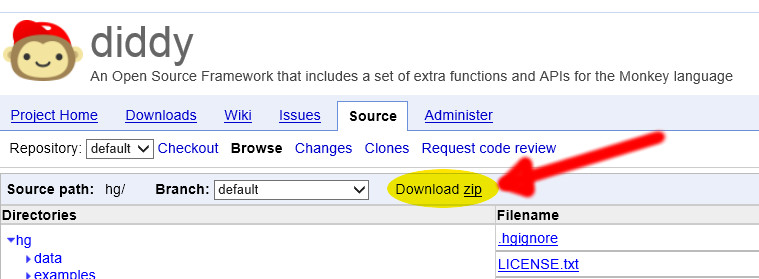 diddy
An Open Source Framework that includes a set of extra functions and APIs for the Monkey language
Project Home Downloads Wiki Issues Source Administer
Repository: default Checkout Browse Changes Clones Request code review
Source path: hg/ Branch: default Download zip
Directories Filename
hg .hgignore
data LICENSE.txt
examples